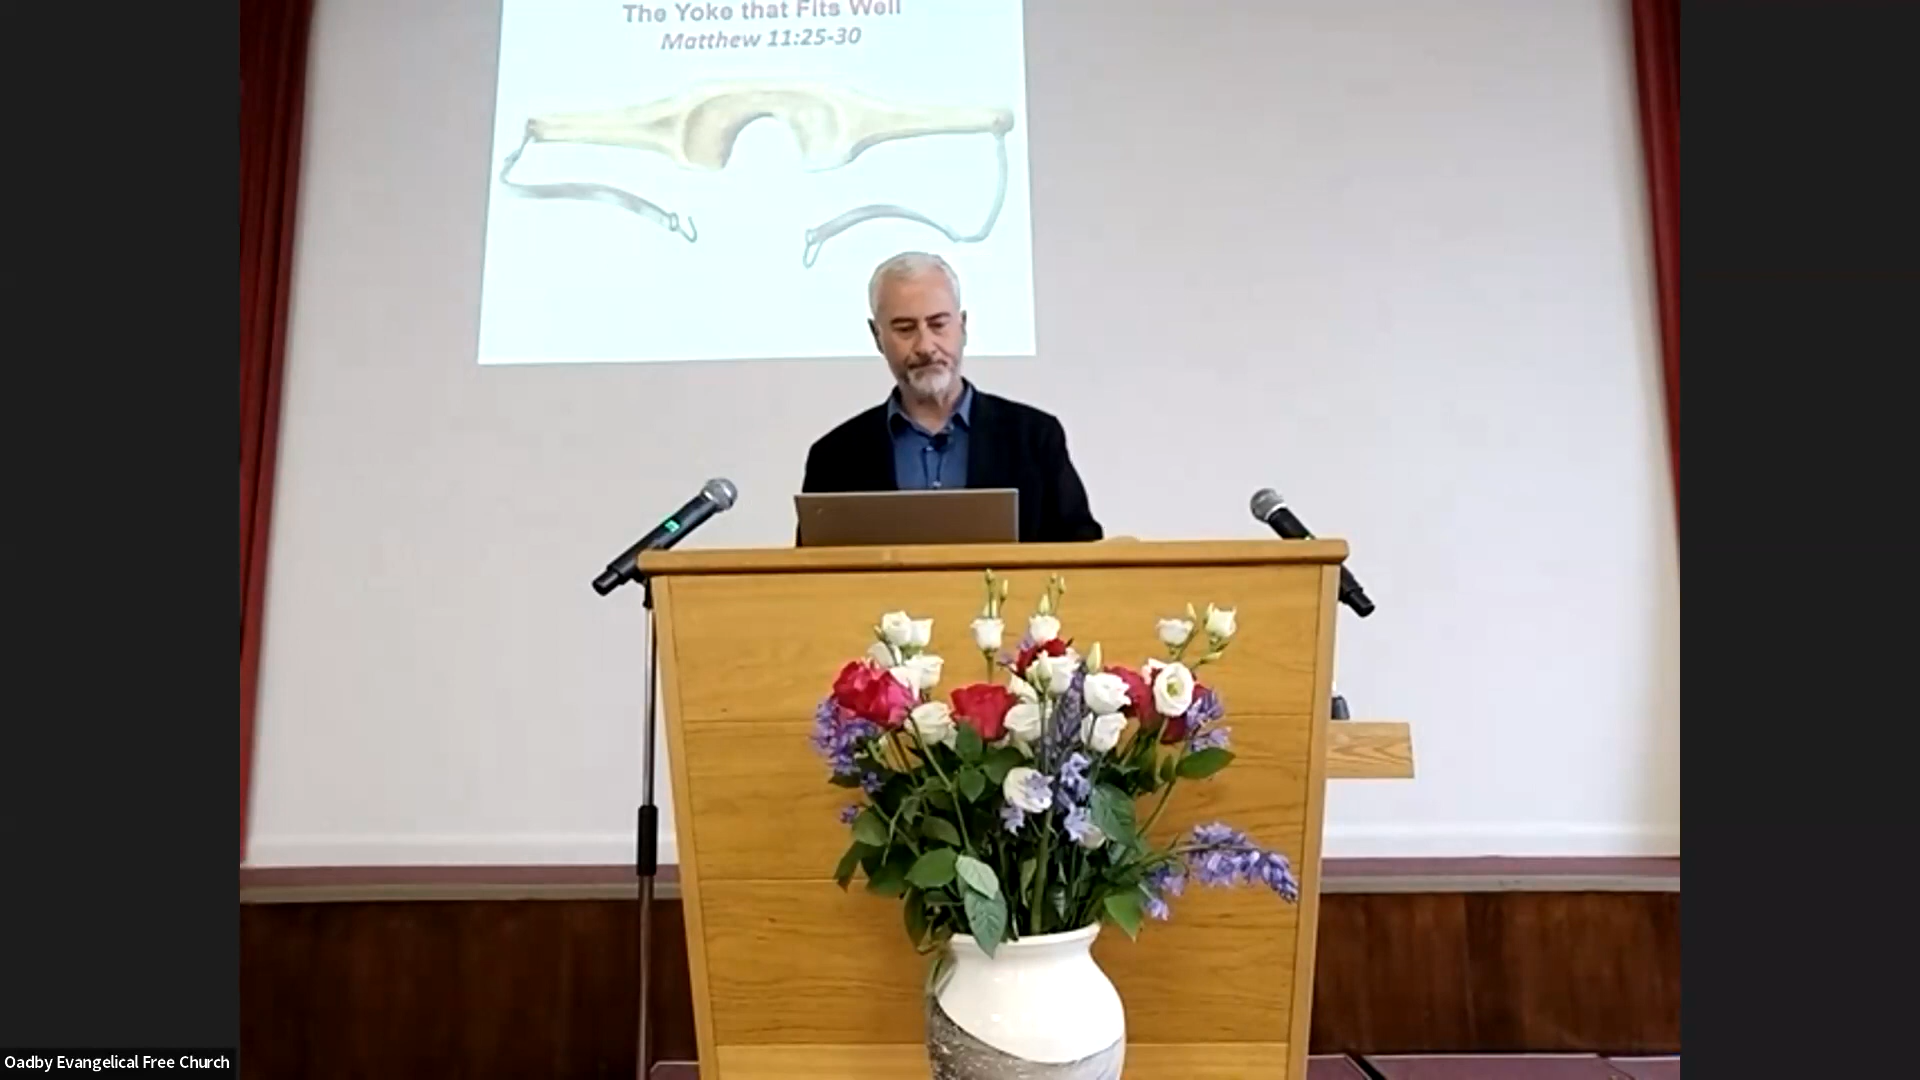 The Yoke that Fits Well
Matthew 11:25-30
Oadby Evangelical Free Church